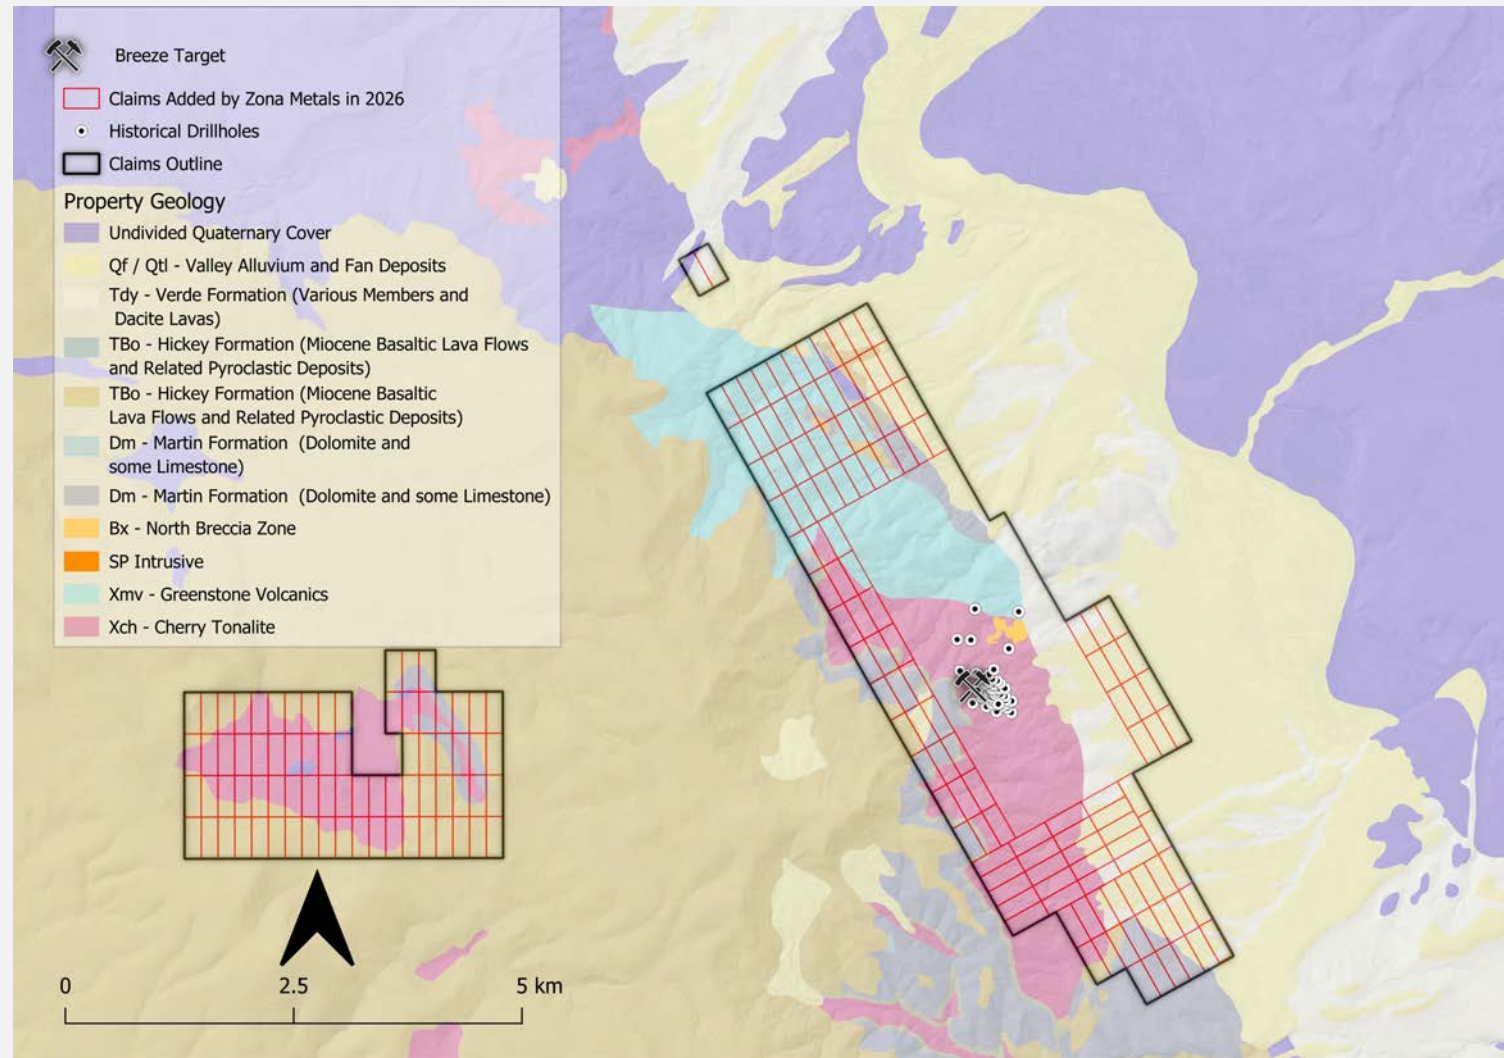 Breeze Target
Claims Added by Zona Metals in 2026
Historical Drillholes
Claims Outline
Property Geology
Undivided Quaternary Cover
Qf / Qtl - Valley Alluvium and Fan Deposits
Tdy - Verde Formation (Various Members and
Dacite Lavas)
TBo - Hickey Formation (Miocene Basaltic Lava Flows
and Related Pyroclastic Deposits)
TBo - Hickey Formation (Miocene Basaltic
Lava Flows and Related Pyroclastic Deposits)
Dm - Martin Formation (Dolomite and
some Limestone)
Dm - Martin Formation (Dolomite and some Limestone)
Bx - North Breccia Zone
SP Intrusive
Xmv - Greenstone Volcanics
Xch - Cherry Tonalite
0 2.5 5 km